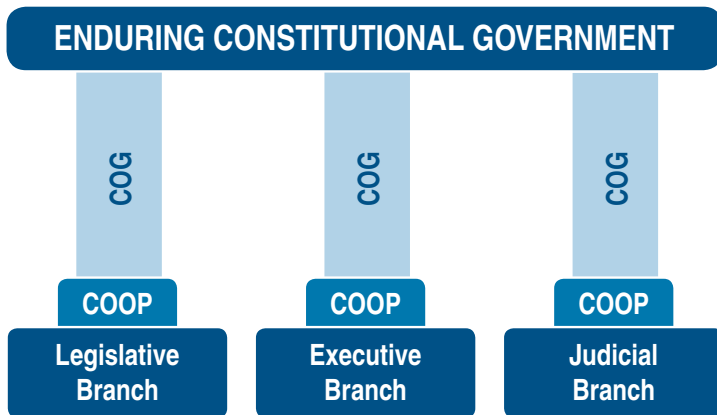 ENDURING CONSTITUTIONAL GOVERNMENT
COG
COG
COG
COOP
COOP
COOP
Legislative
Branch
Executive
Branch
Judicial
Branch